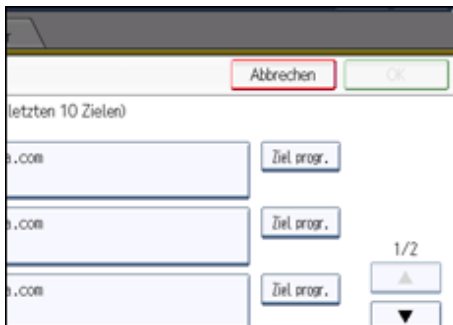 r
Abbrechen OK
letzten 10 Zielen)
a.com Ziel progr.
a.com Ziel progr.
1/2
a.com Ziel progr.